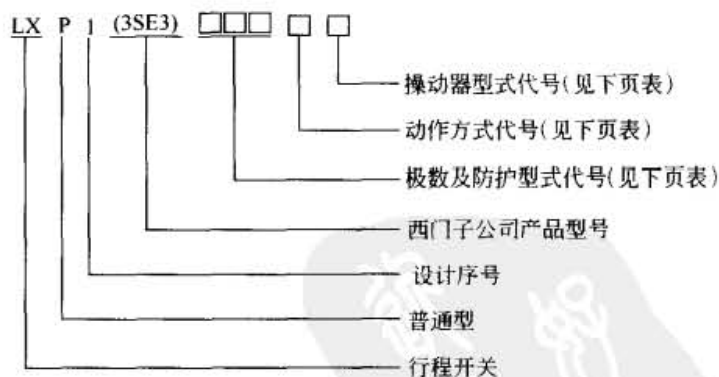 LX P 1 (3SE3) □□□ □ □
操动器型式代号(见下页表)
动作方式代号(见下页表)
极数及防护型式代号(见下页表)
西门子公司产品型号
设计序号
普通型
行程开关